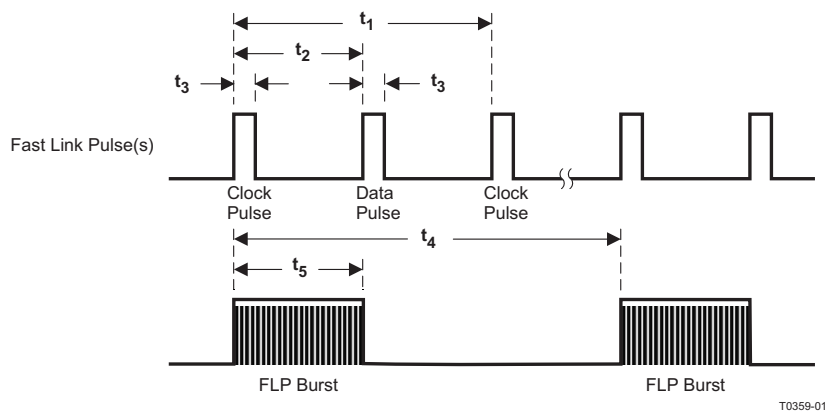 t1
t2
t3
t3
Fast Link Pulse(s)
Clock
Pulse
Data
Pulse
Clock
Pulse
t4
t5
FLP Burst
FLP Burst
T0359-01